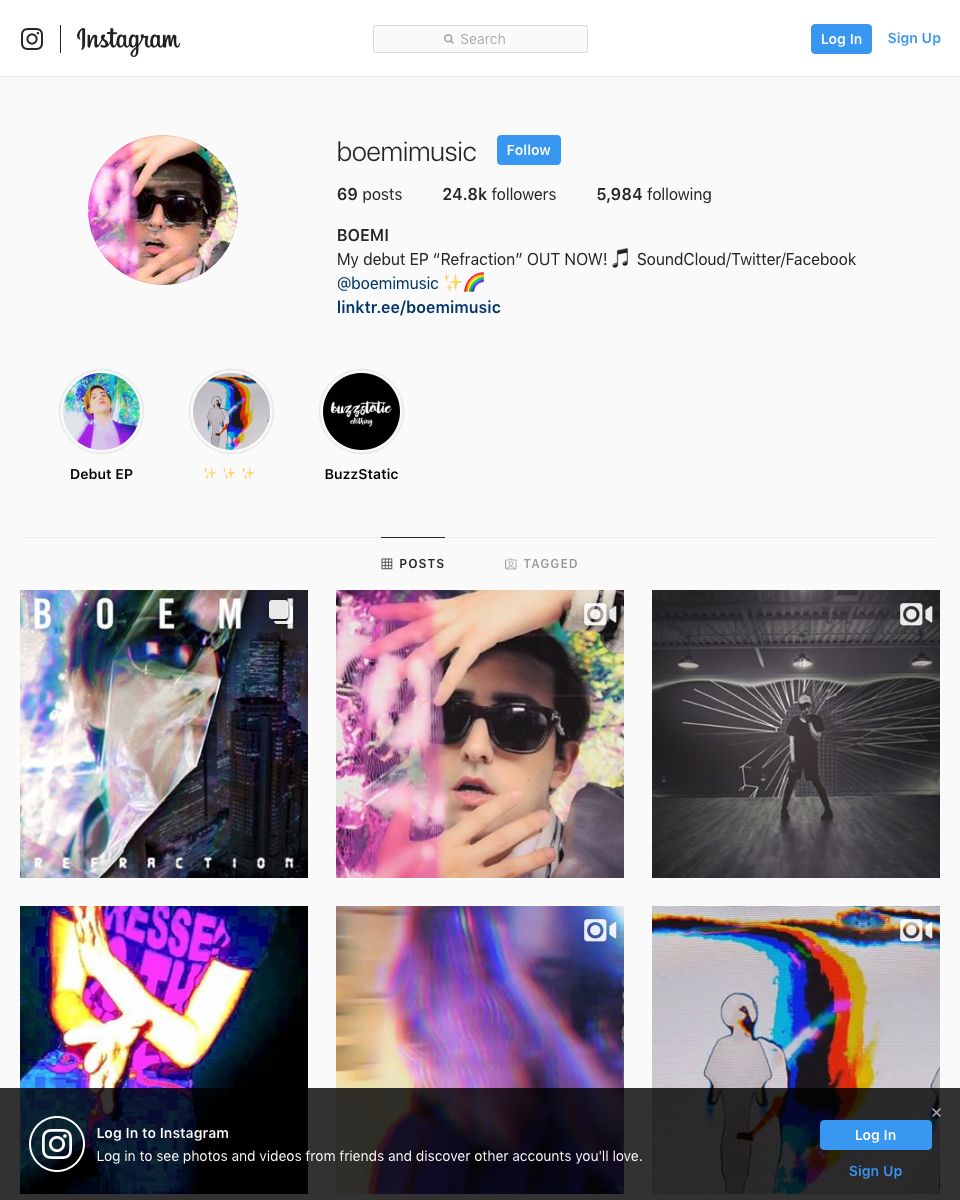 Instagram
Search
Log In
Sign Up
boemimusic
Follow
69 posts
24.8k followers
5,984 following
BOEMI
My debut EP “Refraction” OUT NOW! 🎵 SoundCloud/Twitter/Facebook
@boemimusic ✨🌈
linktr.ee/boemimusic
buzzstatic
clothing
Debut EP
✨ ✨ ✨
BuzzStatic
POSTS
TAGGED
BOEMI
REFRACTION
Log In to Instagram
Log in to see photos and videos from friends and discover other accounts you'll love.
Log In
Sign Up